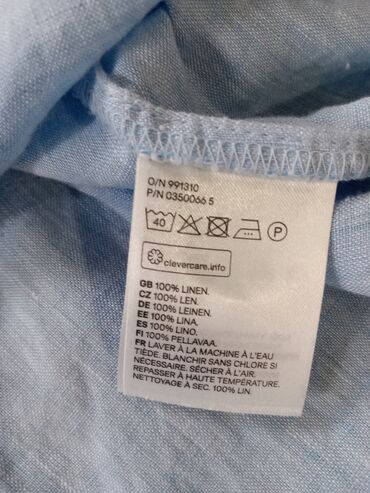 O/N 991310
P/N 0350066 5
40 P
clevercare.info
GB 100% LINEN.
CZ 100% LEN.
DE 100% LEINEN.
EE 100% LINA.
ES 100% LINO.
FI 100% PELLAVAA.
FR LAVER À LA MACHINE À L'EAU
TIÈDE. BLANCHIR SANS CHLORE SI
NÉCESSAIRE. SÉCHER À L'AIR.
REPASSER À HAUTE TEMPÉRATURE.
NETTOYAGE À SEC. 100% LIN.